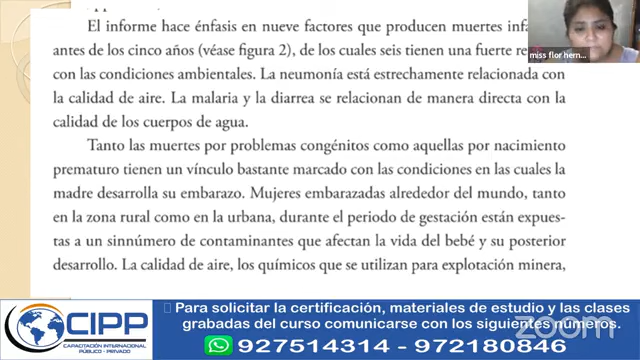 El informe hace énfasis en nueve factores que producen muertes
antes de los cinco años (véase figura 2), de los cuales seis tienen una fuerte
con las condiciones ambientales. La neumonía está estrechamente relacionada
la calidad de aire. La malaria y la diarrea se relacionan de manera directa con la
calidad de los cuerpos de agua.
Tanto las muertes por problemas congénitos como aquellas por nacimiento
prematuro tienen un vínculo bastante marcado con las condiciones en las cuales la
madre desarrolla su embarazo. Mujeres embarazadas alrededor del mundo, tanto
en la zona rural como en la urbana, durante el periodo de gestación están expues-
tas a un sinnúmero de contaminantes que afectan la vida del bebé y su posterior
desarrollo. La calidad de aire, los químicos que se utilizan para explotación minera,
miss flor hern...
zoom
CIPP
CAPACITACIÓN INTERNACIONAL
PÚBLICO - PRIVADO
Para solicitar la certificación, materiales de estudio y las clases
grabadas del curso comunicarse con los siguientes números.
927514314 - 972180846